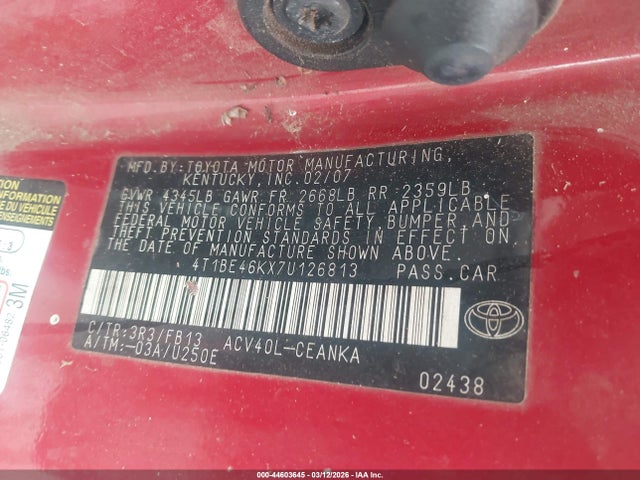 MFD.BY:TOYOTA MOTOR MANUFACTURING,
KENTUCKY,INC.02/07
GVWR 4345LB GAWR FR 2668LB RR 2359LB
THIS VEHICLE CONFORMS TO ALL APPLICABLE
FEDERAL MOTOR VEHICLE SAFETY,BUMPER,AND
THEFT PREVENTION STANDARDS IN EFFECT ON
THE DATE OF MANUFACTURE SHOWN ABOVE.
4T1BE46KX7U126813 PASS.CAR
C/TR:3R3/FB13 ACV40L-CEANKA
A/TM:-03A/U250E
02438
DU VÉHICULE
3M
000-44603645 - 03/12/2026 - IAA Inc.